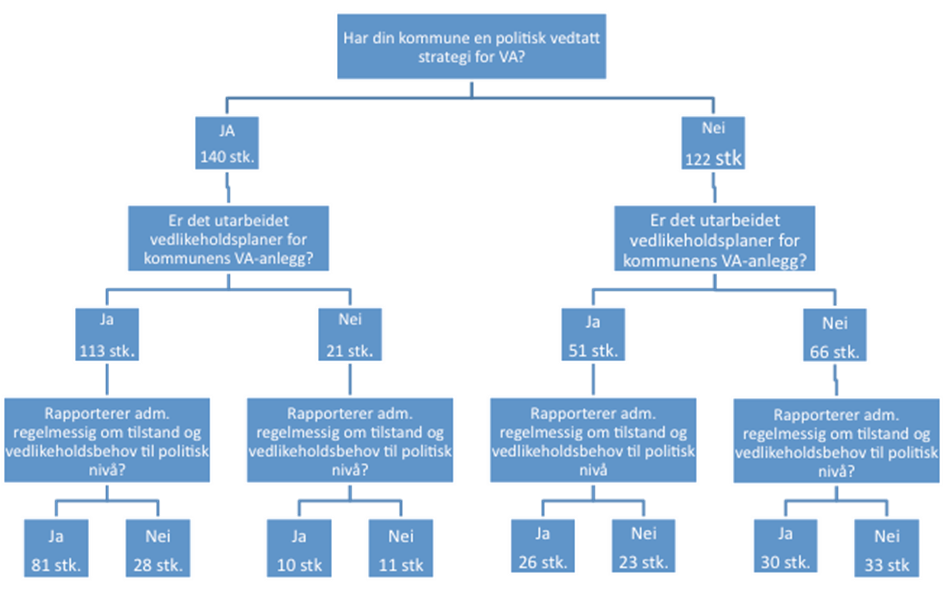 Har din kommune en politisk vedtatt
strategi for VA?
JA
140 stk.
Nei
122 stk
Er det utarbeidet
vedlikeholdsplaner for
kommunens VA-anlegg?
Er det utarbeidet
vedlikeholdsplaner for
kommunens VA-anlegg?
Ja
113 stk.
Nei
21 stk.
Ja
51 stk.
Nei
66 stk.
Rapporterer adm.
regelmessig om tilstand og
vedlikeholdsbehov til politisk
nivå?
Rapporterer adm.
regelmessig om tilstand og
vedlikeholdsbehov til politisk
nivå?
Rapporterer adm.
regelmessig om tilstand og
vedlikeholdsbehov til politisk
nivå
Rapporterer adm.
regelmessig om tilstand og
vedlikeholdsbehov til politisk
nivå?
Ja
81 stk.
Nei
28 stk.
Ja
10 stk
Nei
11 stk
Ja
26 stk.
Nei
23 stk.
Ja
30 stk.
Nei
33 stk